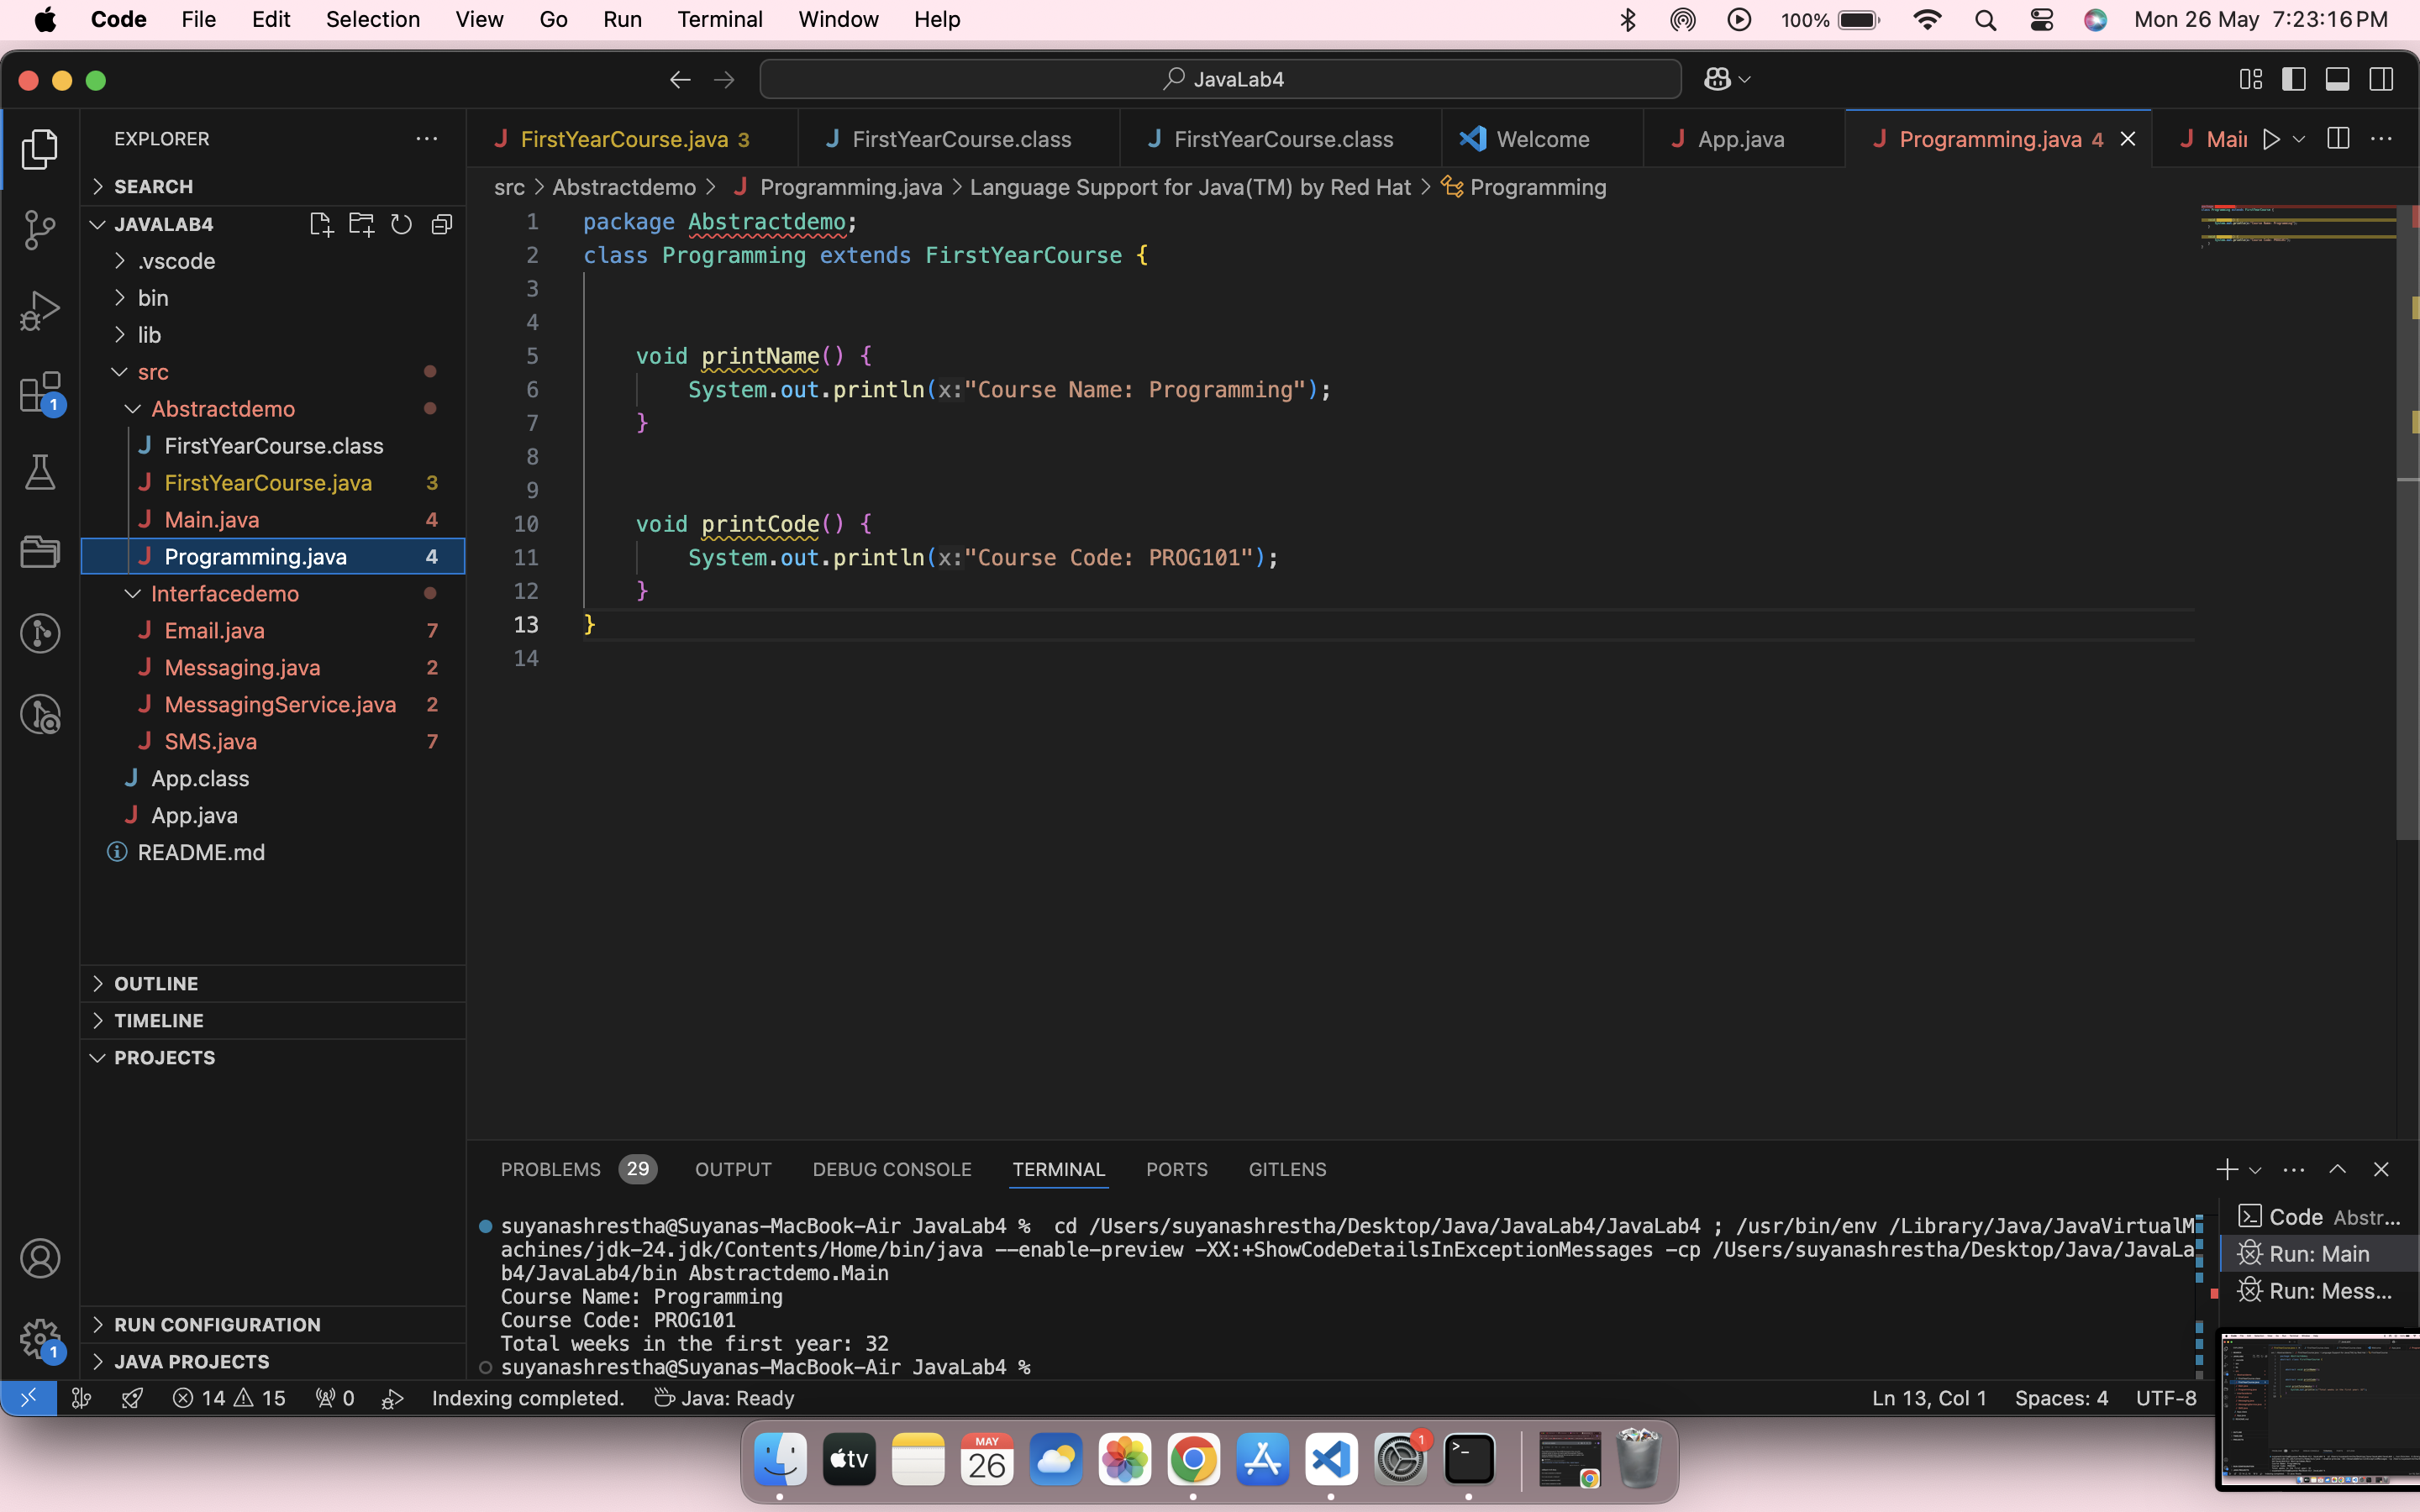 Code File Edit Selection View Go Run Terminal Window Help 100% Mon 26 May 7:23:16 PM
JavaLab4
EXPLORER
SEARCH
JAVALAB4
.vscode
bin
lib
src
Abstractdemo
FirstYearCourse.class
FirstYearCourse.java 3
Main.java 4
Programming.java 4
Interfacedemo
Email.java 7
Messaging.java 2
MessagingService.java 2
SMS.java 7
App.class
App.java
README.md
OUTLINE
TIMELINE
PROJECTS
RUN CONFIGURATION
JAVA PROJECTS
1
1
FirstYearCourse.java 3 FirstYearCourse.class FirstYearCourse.class Welcome App.java Programming.java 4 Mair
src > Abstractdemo > Programming.java > Language Support for Java(TM) by Red Hat > Programming
1 package Abstractdemo;
2 class Programming extends FirstYearCourse {
3
4
5 void printName() {
6 System.out.println(x:"Course Name: Programming");
7 }
8
9
10 void printCode() {
11 System.out.println(x:"Course Code: PROG101");
12 }
13 }
14
PROBLEMS 29 OUTPUT DEBUG CONSOLE TERMINAL PORTS GITLENS
suyanashrestha@Suyanas-MacBook-Air JavaLab4 % cd /Users/suyanashrestha/Desktop/Java/JavaLab4/JavaLab4 ; /usr/bin/env /Library/Java/JavaVirtualM
achines/jdk-24.jdk/Contents/Home/bin/java --enable-preview -XX:+ShowCodeDetailsInExceptionMessages -cp /Users/suyanashrestha/Desktop/Java/JavaLa
b4/JavaLab4/bin Abstractdemo.Main
Course Name: Programming
Course Code: PROG101
Total weeks in the first year: 32
suyanashrestha@Suyanas-MacBook-Air JavaLab4 %
Code Abstr...
Run: Main
Run: Mess...
14 15 0 Indexing completed. Java: Ready Ln 13, Col 1 Spaces: 4 UTF-8
tv
MAY
26
1